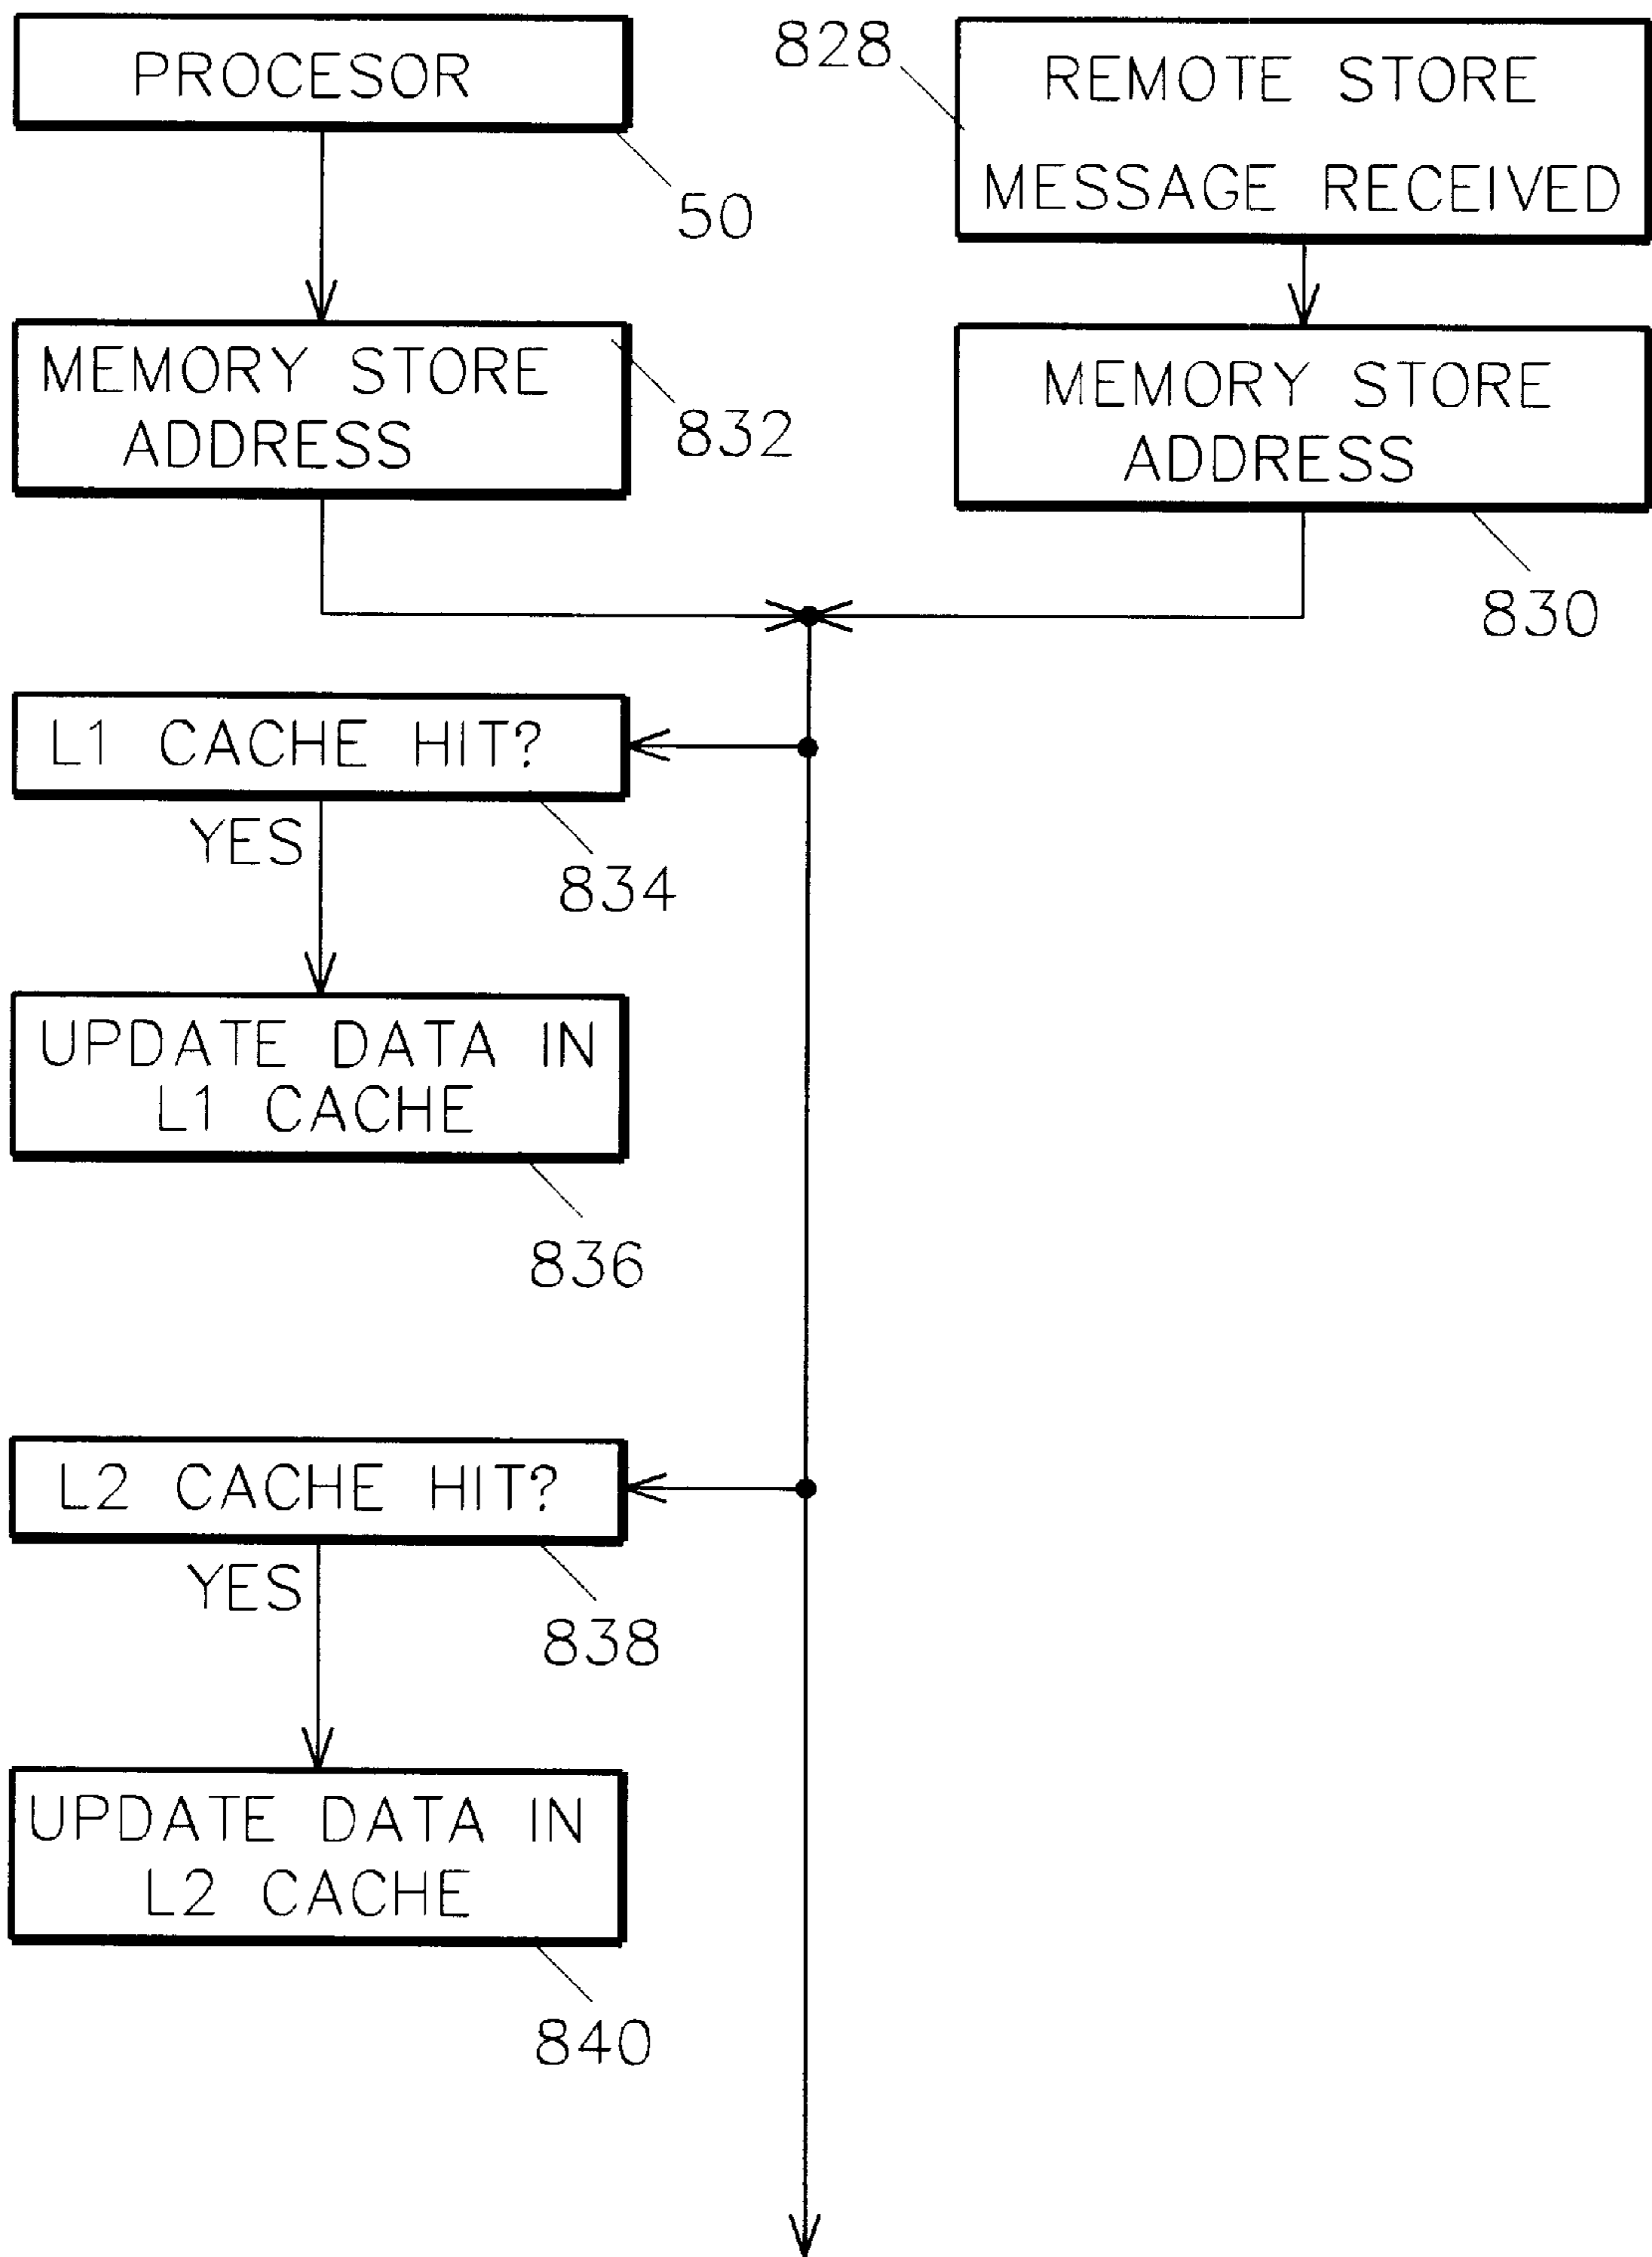 PROCESOR
50
828
REMOTE STORE
MESSAGE RECEIVED
MEMORY STORE
ADDRESS
832
MEMORY STORE
ADDRESS
830
L1 CACHE HIT?
YES
834
UPDATE DATA IN
L1 CACHE
836
L2 CACHE HIT?
YES
838
UPDATE DATA IN
L2 CACHE
840